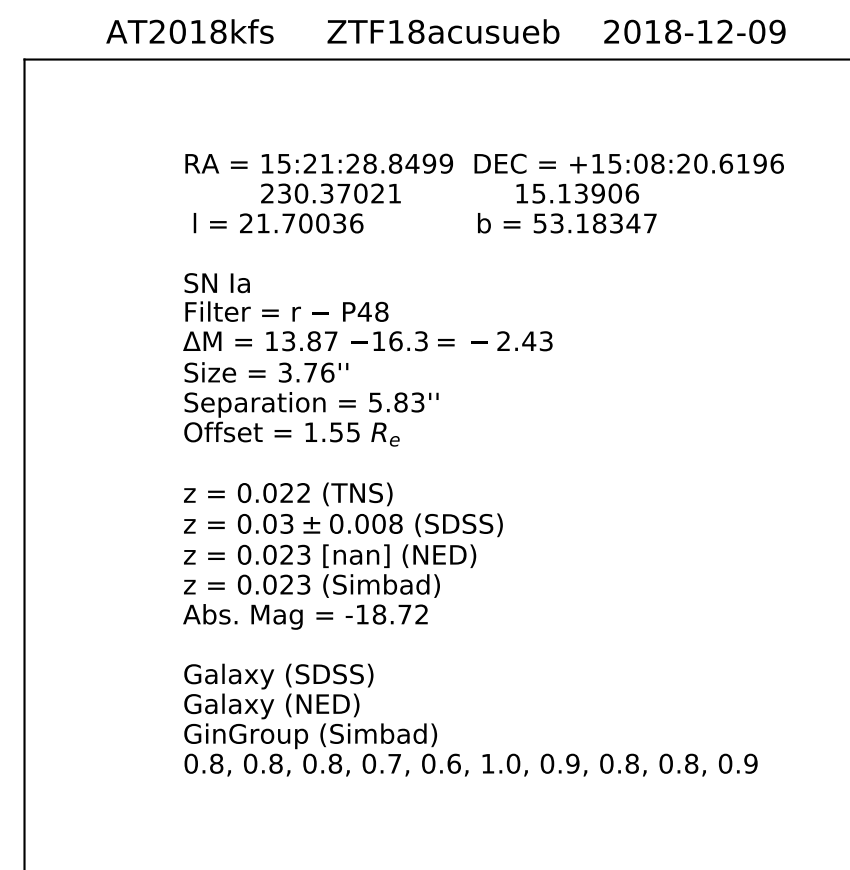 AT2018kfs ZTF18acusueb 2018-12-09
RA = 15:21:28.8499 DEC = +15:08:20.6196
230.37021 15.13906
l = 21.70036 b = 53.18347
SN Ia
Filter = r − P48
ΔM = 13.87 −16.3 = −2.43
Size = 3.76''
Separation = 5.83''
Offset = 1.55 Rₑ
z = 0.022 (TNS)
z = 0.03 ± 0.008 (SDSS)
z = 0.023 [nan] (NED)
z = 0.023 (Simbad)
Abs. Mag = -18.72
Galaxy (SDSS)
Galaxy (NED)
GinGroup (Simbad)
0.8, 0.8, 0.8, 0.7, 0.6, 1.0, 0.9, 0.8, 0.8, 0.9